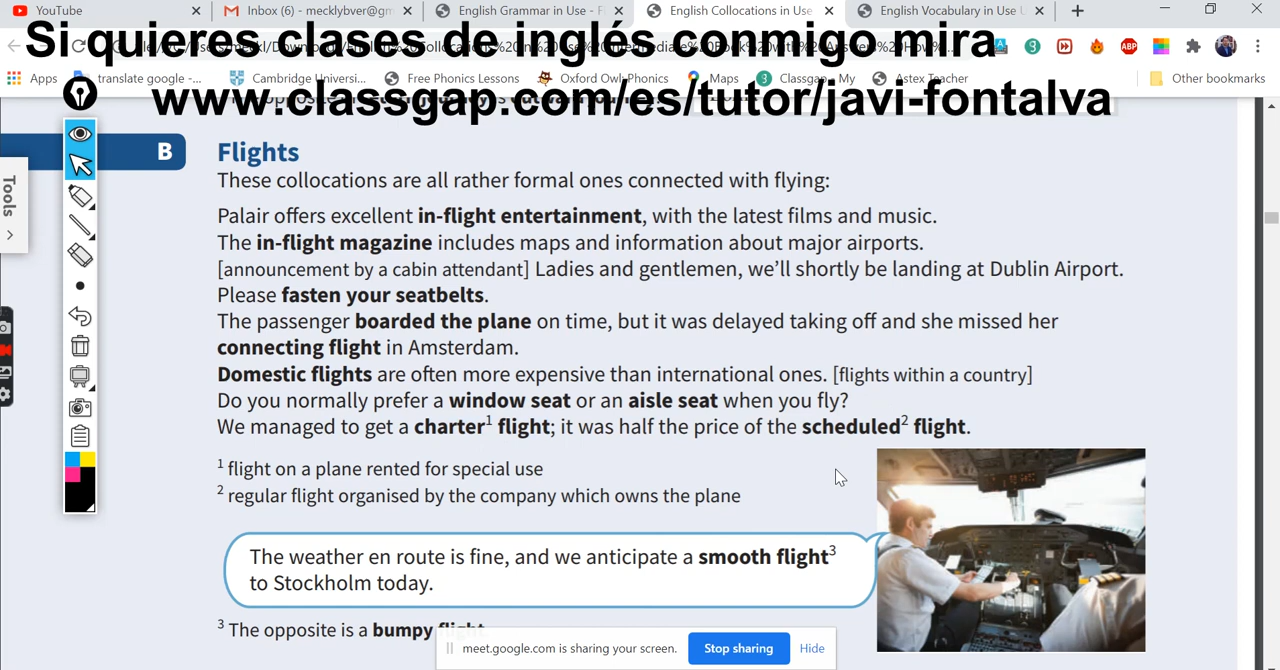 YouTube
Inbox (6) - mecklybver@gm
English Grammar in Use - F
English Collocations in Use
English Vocabulary in Use
Si quieres clases de inglés conmigo mira
Apps
translate google -...
Cambridge Universi...
Free Phonics Lessons
Oxford Owl-Phonics
Maps
Classgap - My
Astex Teacher
Other bookmarks
www.classgap.com/es/tutor/javi-fontalva
Tools
B
Flights
These collocations are all rather formal ones connected with flying:
Palair offers excellent in-flight entertainment, with the latest films and music.
The in-flight magazine includes maps and information about major airports.
[announcement by a cabin attendant] Ladies and gentlemen, we'll shortly be landing at Dublin Airport.
Please fasten your seatbelts.
The passenger boarded the plane on time, but it was delayed taking off and she missed her
connecting flight in Amsterdam.
Domestic flights are often more expensive than international ones. [flights within a country]
Do you normally prefer a window seat or an aisle seat when you fly?
We managed to get a charter¹ flight; it was half the price of the scheduled² flight.
¹ flight on a plane rented for special use
² regular flight organised by the company which owns the plane
The weather en route is fine, and we anticipate a smooth flight³
to Stockholm today.
³ The opposite is a bumpy flight
meet.google.com is sharing your screen.
Stop sharing
Hide